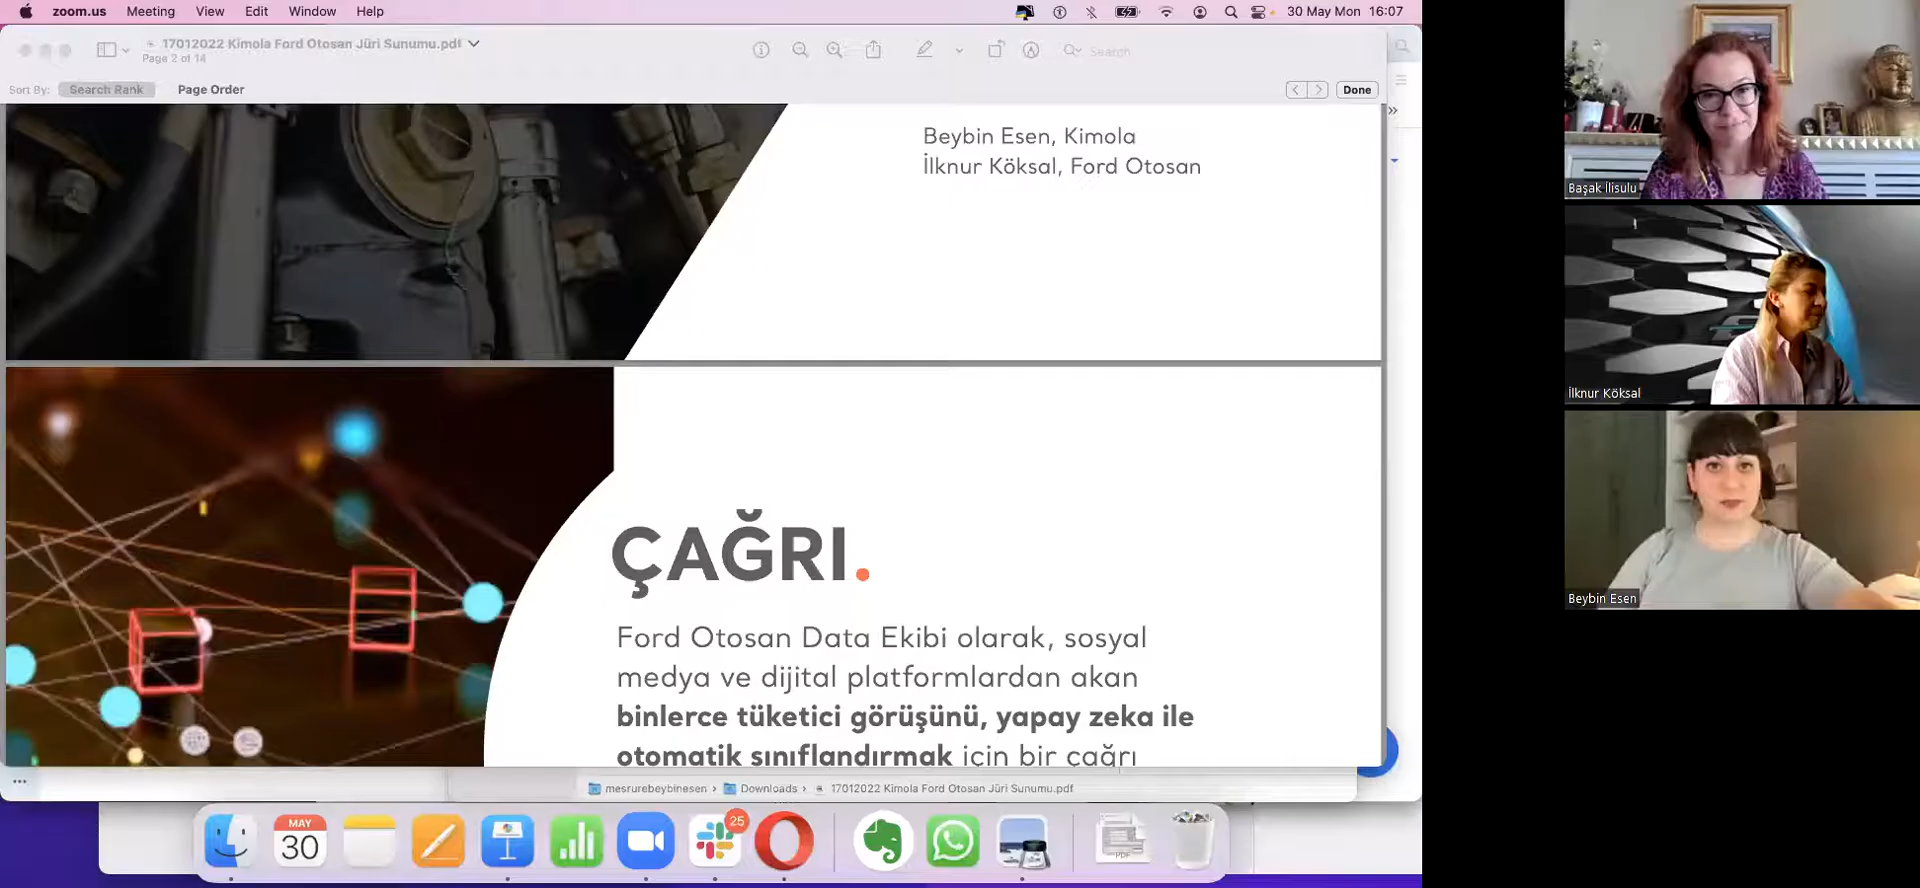 zoom.us Meeting View Edit Window Help
30 May Mon 16:07
17012022 Kimola Ford Otosan Jüri Sunumu.pdf
Page 2 of 14
Search
Sort By: Search Rank Page Order
Done
Beybin Esen, Kimola
İlknur Köksal, Ford Otosan
ÇAĞRI.
Ford Otosan Data Ekibi olarak, sosyal
medya ve dijital platformlardan akan
binlerce tüketici görüşünü, yapay zeka ile
otomatik sınıflandırmak için bir çağrı
mesrurebeybinesen › Downloads › 17012022 Kimola Ford Otosan Jüri Sunumu.pdf
MAY
30
25
PDF
Başak İlisulu
İlknur Köksal
Beybin Esen